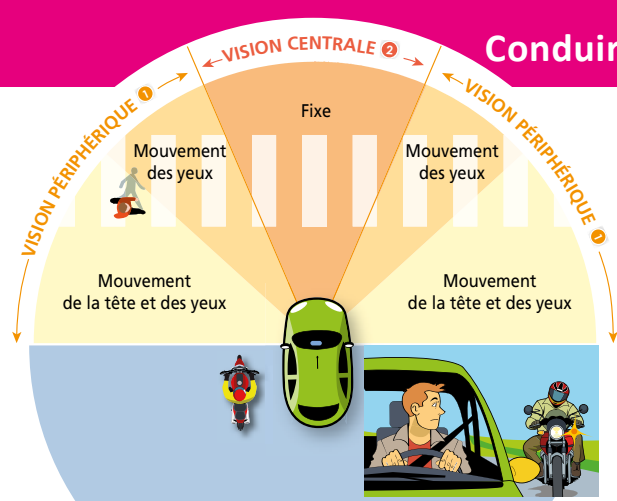 Conduir
VISION CENTRALE 2
VISION PÉRIPHÉRIQUE 1
VISION PÉRIPHÉRIQUE 1
Fixe
Mouvement
des yeux
Mouvement
des yeux
Mouvement
de la tête et des yeux
Mouvement
de la tête et des yeux